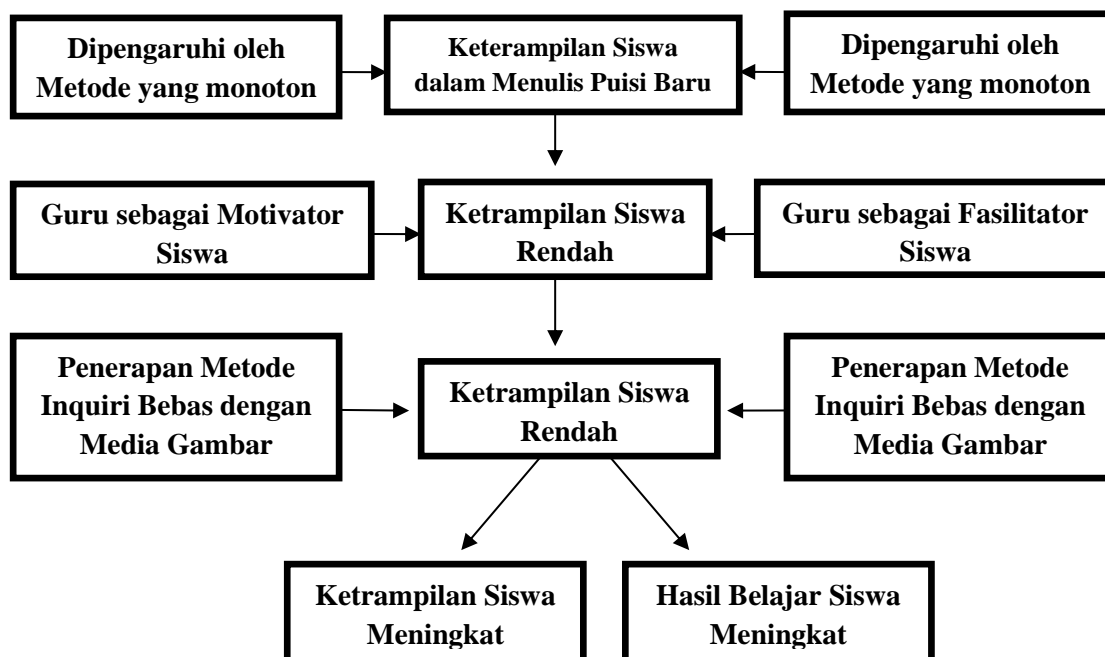 Dipengaruhi oleh
Metode yang monoton
Keterampilan Siswa
dalam Menulis Puisi Baru
Dipengaruhi oleh
Metode yang monoton
Guru sebagai Motivator
Siswa
Ketrampilan Siswa
Rendah
Guru sebagai Fasilitator
Siswa
Penerapan Metode
Inquiri Bebas dengan
Media Gambar
Ketrampilan Siswa
Rendah
Penerapan Metode
Inquiri Bebas dengan
Media Gambar
Ketrampilan Siswa
Meningkat
Hasil Belajar Siswa
Meningkat